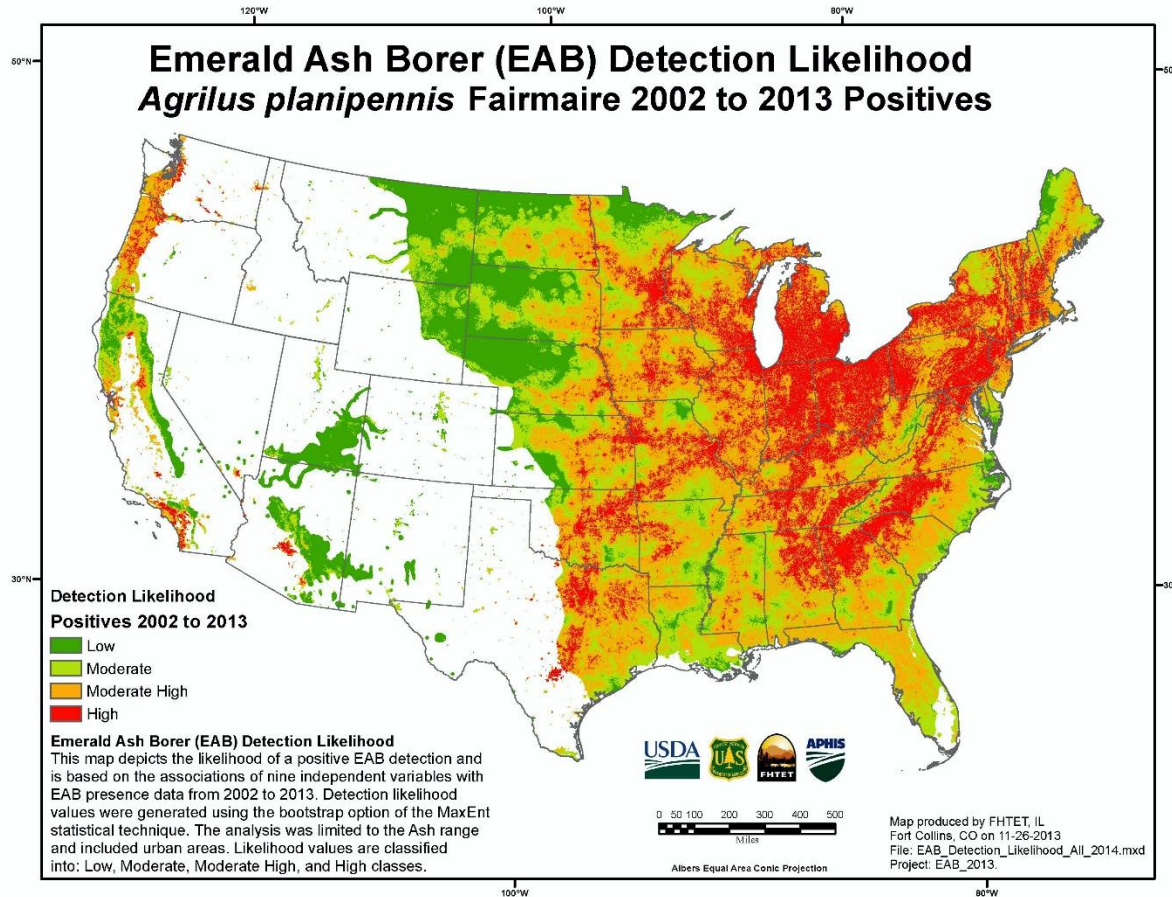 120°W
100°W
80°W
50°N
50
Emerald Ash Borer (EAB) Detection Likelihood
Agrilus planipennis Fairmaire 2002 to 2013 Positives
30°N
30
Detection Likelihood
Positives 2002 to 2013
Low
Moderate
Moderate High
High
Emerald Ash Borer (EAB) Detection Likelihood
This map depicts the likelihood of a positive EAB detection and
is based on the associations of nine independent variables with
EAB presence data from 2002 to 2013. Detection likelihood
values were generated using the bootstrap option of the MaxEnt
statistical technique. The analysis was limited to the Ash range
and included urban areas. Likelihood values are classified
into: Low, Moderate, Moderate High, and High classes.
USDA
UAS
FHTET
APHIS
0 50 100 200 300 400 500
Miles
Albers Equal Area Conic Projection
Map produced by FHTET, IL
Fort Collins, CO on 11-26-2013
File: EAB_Detection_Likelihood_All_2014.mxd
Project: EAB_2013.
100°W
80°W